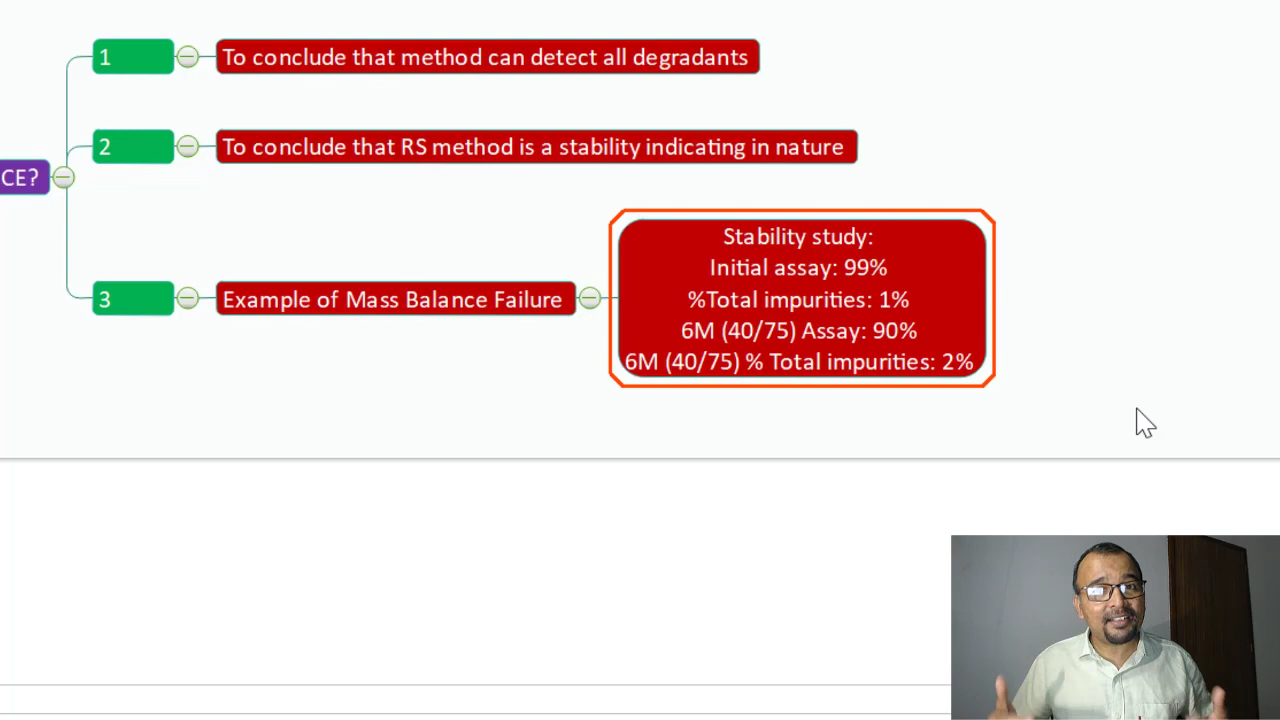 1
To conclude that method can detect all degradants
2
To conclude that RS method is a stability indicating in nature
CE?
3
Example of Mass Balance Failure
Stability study:
Initial assay: 99%
%Total impurities: 1%
6M (40/75) Assay: 90%
6M (40/75) % Total impurities: 2%